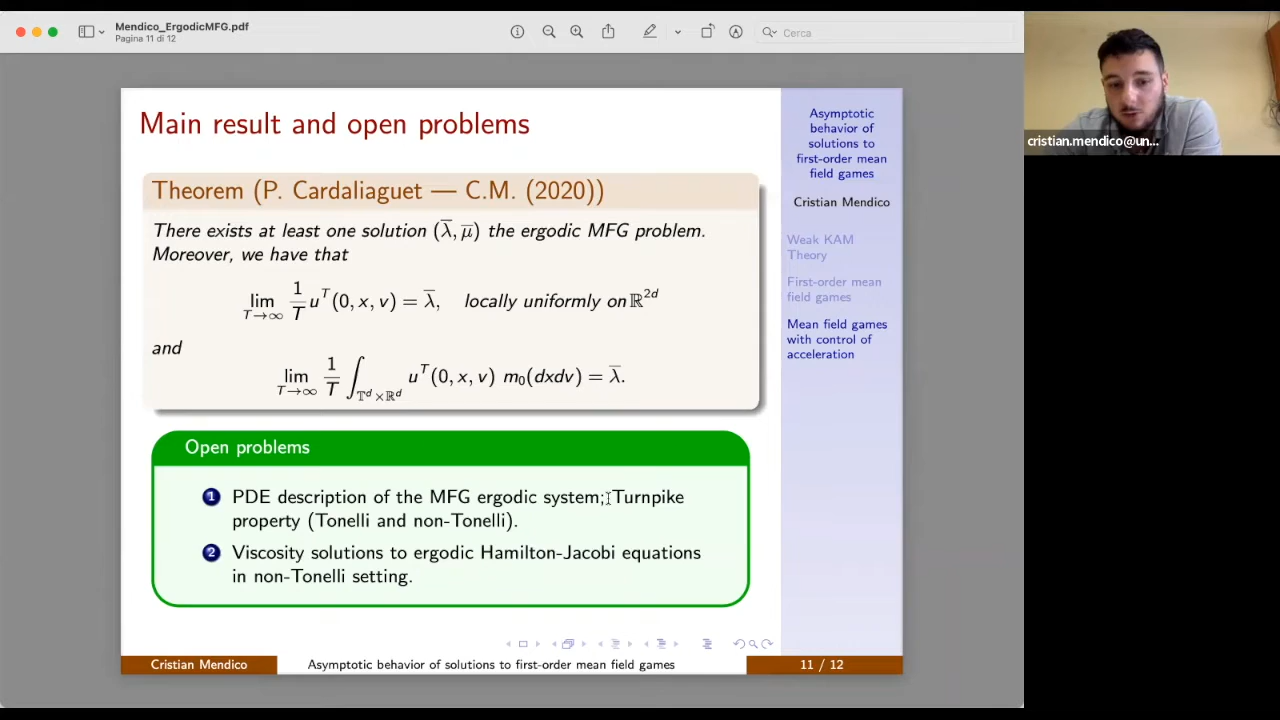 Mendico_ErgodicMFG.pdf
Pagina 11 di 12
Cerca
cristian.mendico@un...
Main result and open problems
Theorem (P. Cardaliaguet — C.M. (2020))
There exists at least one solution (λ̅, μ̅) the ergodic MFG problem.
Moreover, we have that
lim_{T→∞} 1/T u^T(0, x, v) = λ̅, locally uniformly on ℝ^{2d}
and
lim_{T→∞} 1/T ∫_{𝕋^d×ℝ^d} u^T(0, x, v) m_0(dxdv) = λ̅.
Open problems
1 PDE description of the MFG ergodic system; Turnpike
property (Tonelli and non-Tonelli).
2 Viscosity solutions to ergodic Hamilton-Jacobi equations
in non-Tonelli setting.
Asymptotic
behavior of
solutions to
first-order mean
field games
Cristian Mendico
Weak KAM
Theory
First-order mean
field games
Mean field games
with control of
acceleration
Cristian Mendico
Asymptotic behavior of solutions to first-order mean field games
11 / 12